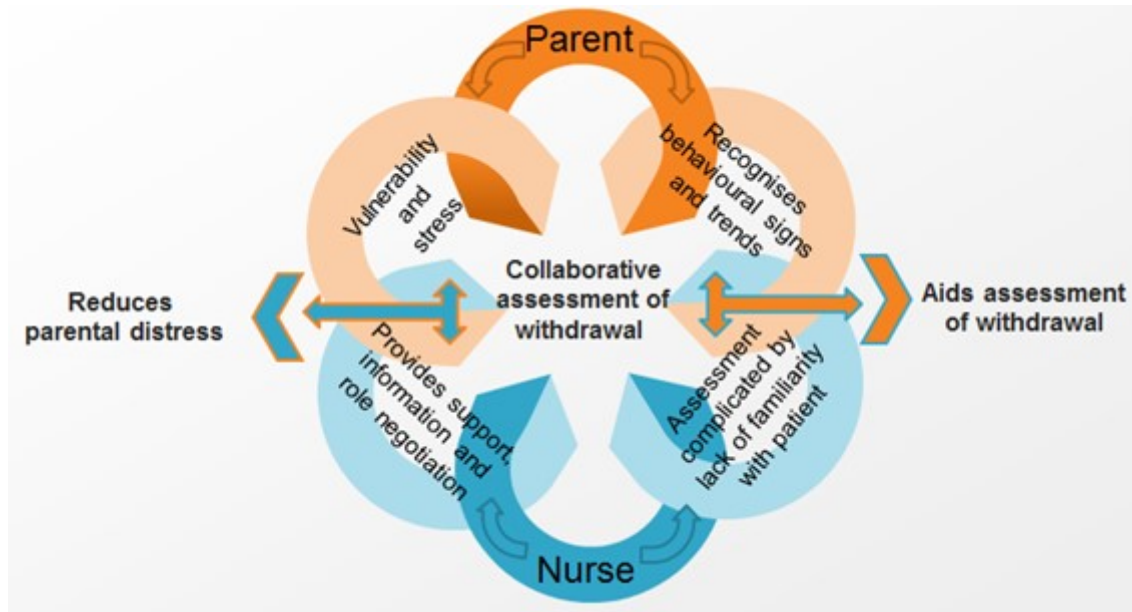 Parent
Vulnerability
and
stress
Recognises
behavioural signs
and trends
Reduces
parental distress
Collaborative
assessment of
withdrawal
Aids assessment
of withdrawal
Provides support,
information and
role negotiation
Assessment
complicated by
lack of familiarity
with patient
Nurse